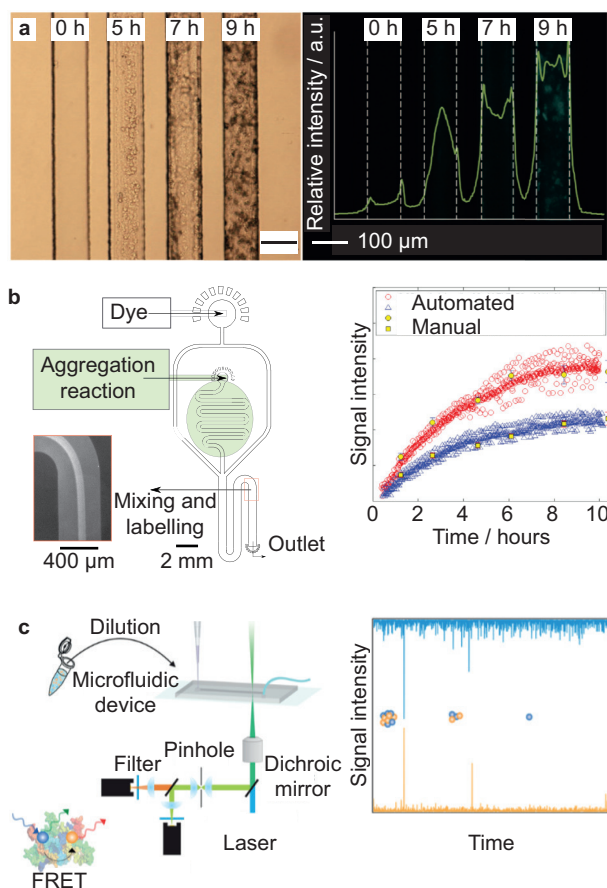 a
0 h
5 h
7 h
9 h
Relative intensity / a.u.
0 h
5 h
7 h
9 h
100 μm
b
Dye
Aggregation
reaction
Mixing and
labelling
400 μm
2 mm
Outlet
Signal intensity
Automated
Manual
0
2
4
6
8
10
Time / hours
c
Dilution
Microfluidic
device
Filter
Pinhole
Dichroic
mirror
Laser
FRET
Signal intensity
Time